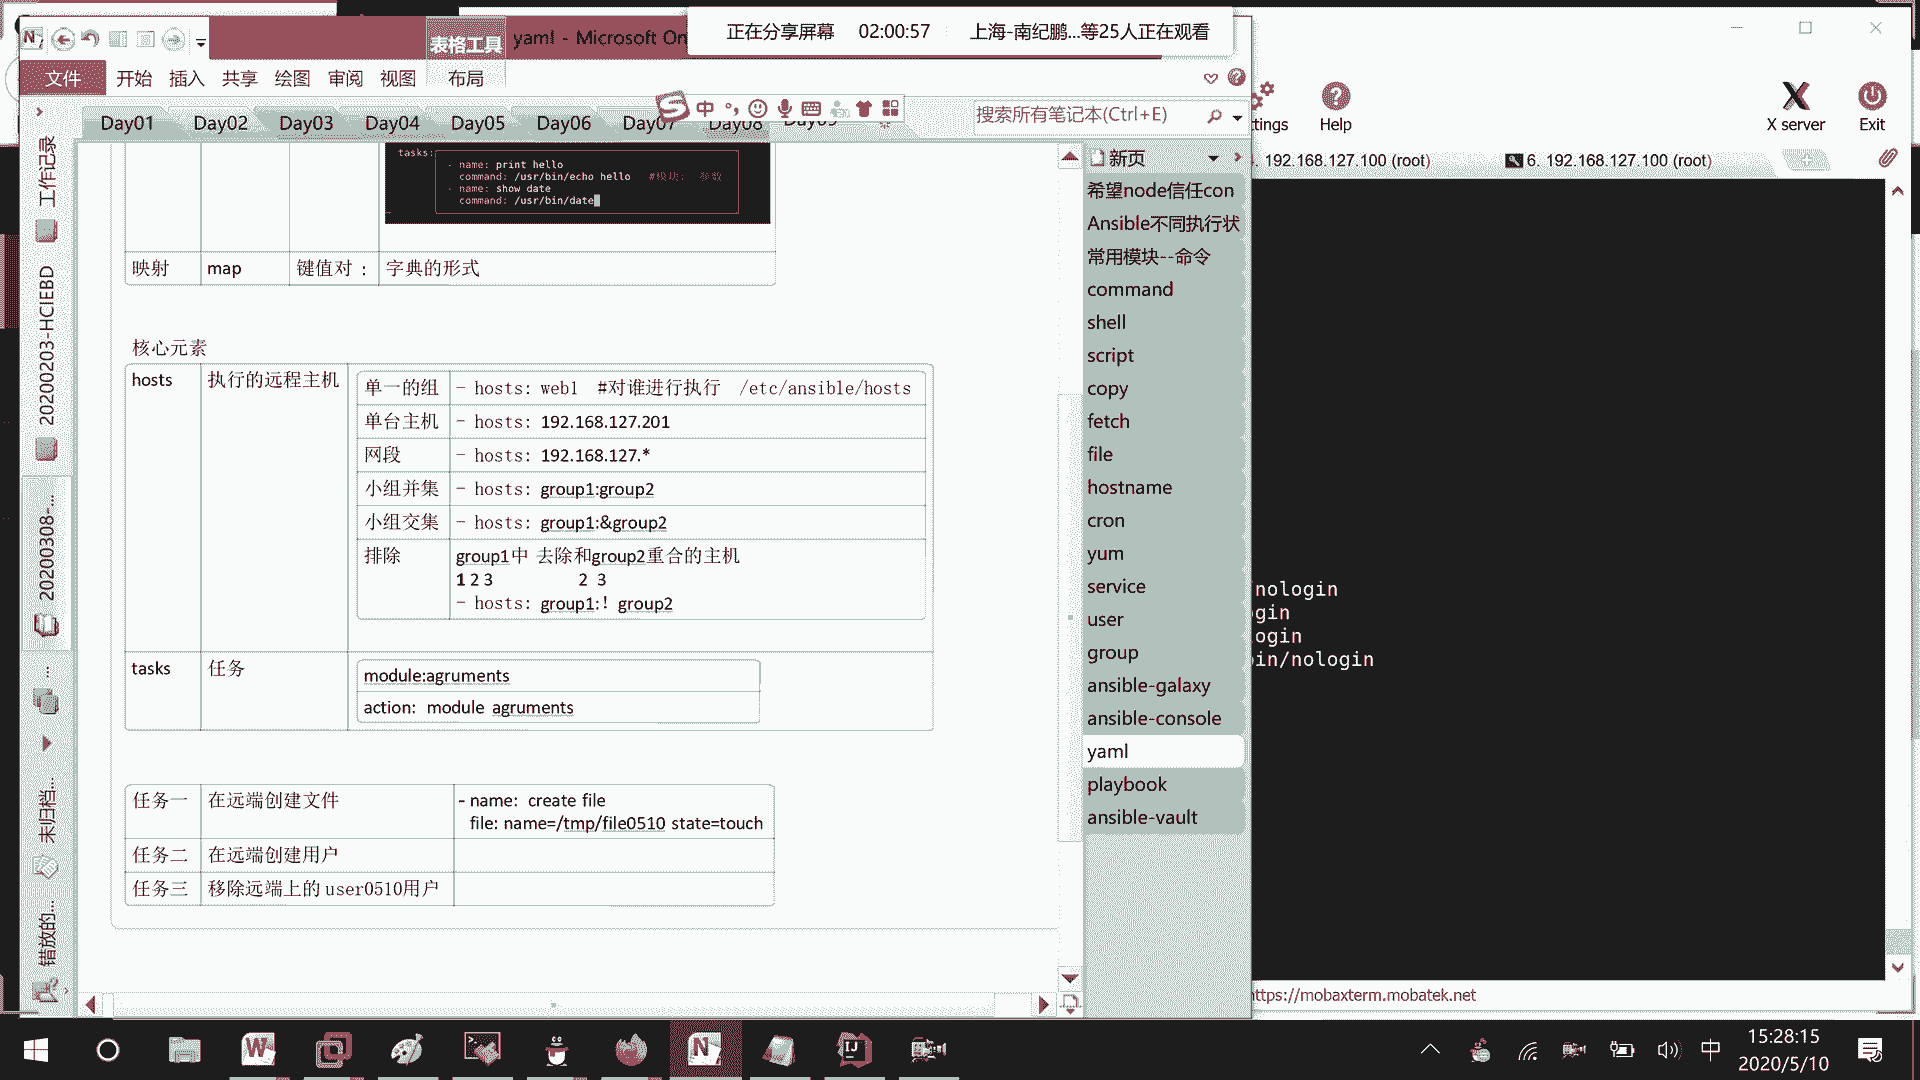 正在分享屏幕 02:00:57 上海-南纪鹏...等25人正在观看
表格工具 yaml - Microsoft On
文件 开始 插入 共享 绘图 审阅 视图 布局
Day01 Day02 Day03 Day04 Day05 Day06 Day07 Day08
中
搜索所有笔记本(Ctrl+E)
Help
X server
Exit
192.168.127.100 (root)
6. 192.168.127.100 (root)
工作记录
20200203-HCIEBD
20200308-...
未归档...
错放的...
tasks:
- name: print hello
command: /usr/bin/echo hello #模块: 参数
- name: show date
command: /usr/bin/date
映射 map 键值对: 字典的形式
核心元素
hosts 执行的远程主机
单一的组 - hosts: web1 #对谁进行执行 /etc/ansible/hosts
单台主机 - hosts: 192.168.127.201
网段 - hosts: 192.168.127.*
小组并集 - hosts: group1:group2
小组交集 - hosts: group1:&group2
排除 group1中 去除和group2重合的主机
1 2 3 2 3
- hosts: group1:! group2
tasks 任务
module:agruments
action: module agruments
任务一 在远端创建文件 - name: create file
file: name=/tmp/file0510 state=touch
任务二 在远端创建用户
任务三 移除远端上的 user0510用户
新页
希望node信任con
Ansible不同执行状
常用模块--命令
command
shell
script
copy
fetch
file
hostname
cron
yum
service
user
group
ansible-galaxy
ansible-console
yaml
playbook
ansible-vault
/nologin
gin
ogin
in/nologin
https://mobaxterm.mobatek.net
中
15:28:15
2020/5/10